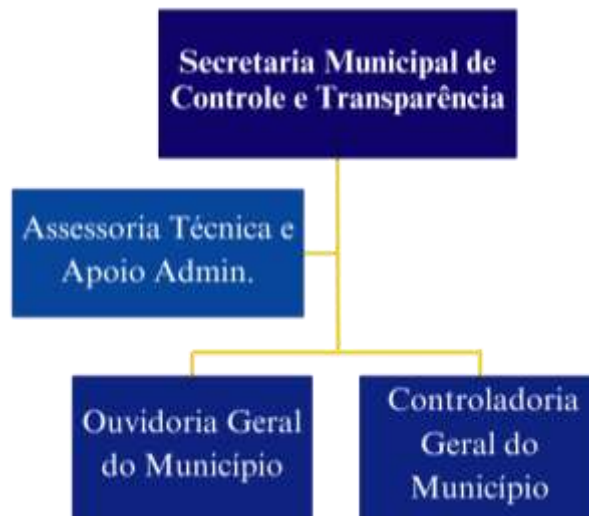 Secretaria Municipal de
Controle e Transparência
Assessoria Técnica e
Apoio Admin.
Ouvidoria Geral
do Município
Controladoria
Geral do
Município